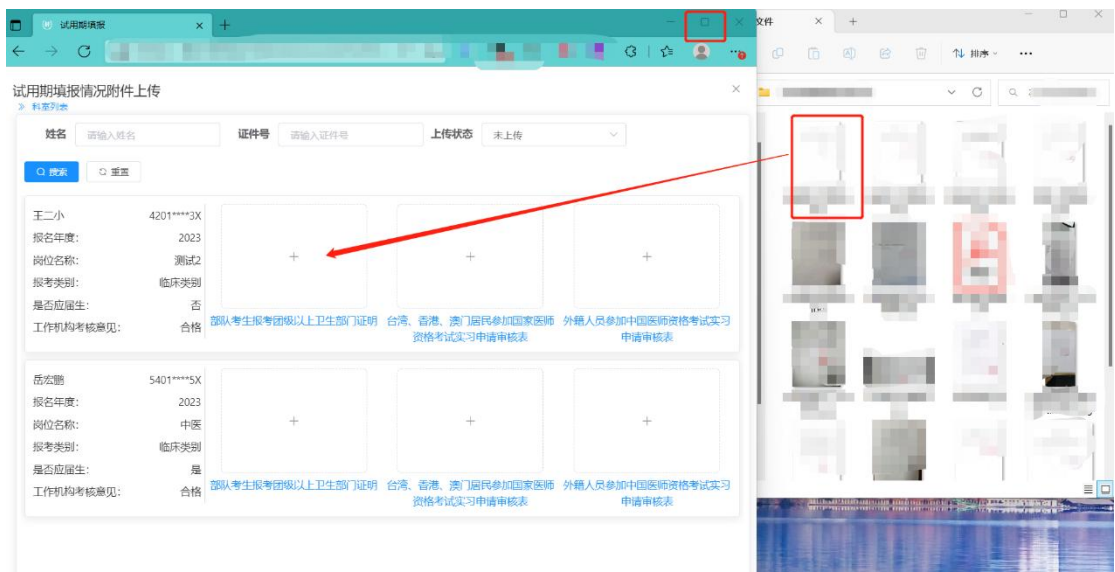 试用期填报
文件
排序
试用期填报情况附件上传
科室列表
姓名 请输入姓名 证件号 请输入证件号 上传状态 未上传
搜索 重置
王二小 4201****3X
报名年度: 2023
岗位名称: 测试2
报考类别: 临床类别
是否应届生: 否
工作机构考核意见: 合格
部队考生报考团级以上卫生部门证明
台湾、香港、澳门居民参加国家医师
资格考试实习申请审核表
外籍人员参加中国医师资格考试实习
申请审核表
岳宏鹏 5401****5X
报名年度: 2023
岗位名称: 中医
报考类别: 临床类别
是否应届生: 是
工作机构考核意见: 合格
部队考生报考团级以上卫生部门证明
台湾、香港、澳门居民参加国家医师
资格考试实习申请审核表
外籍人员参加中国医师资格考试实习
申请审核表